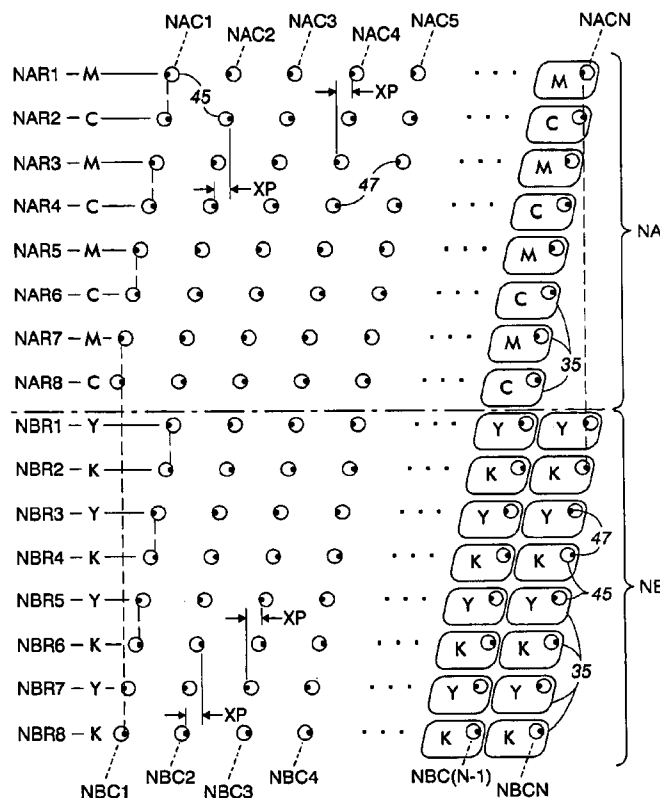 NAC1 NAC2 NAC3 NAC4 NAC5 NACN
NAR1 M M
45 XP
NAR2 C C
NAR3 M M
XP 47
NAR4 C C
NA
NAR5 M M
NAR6 C C
NAR7 M M
35
NAR8 C C
NBR1 Y Y Y
NBR2 K K K
NBR3 Y Y Y
47
NBR4 K K K
45
NBR5 Y Y Y
NB
XP
NBR6 K K K
35
NBR7 Y Y Y
XP
NBR8 K K K
NBC1 NBC2 NBC3 NBC4 NBC(N-1) NBCN